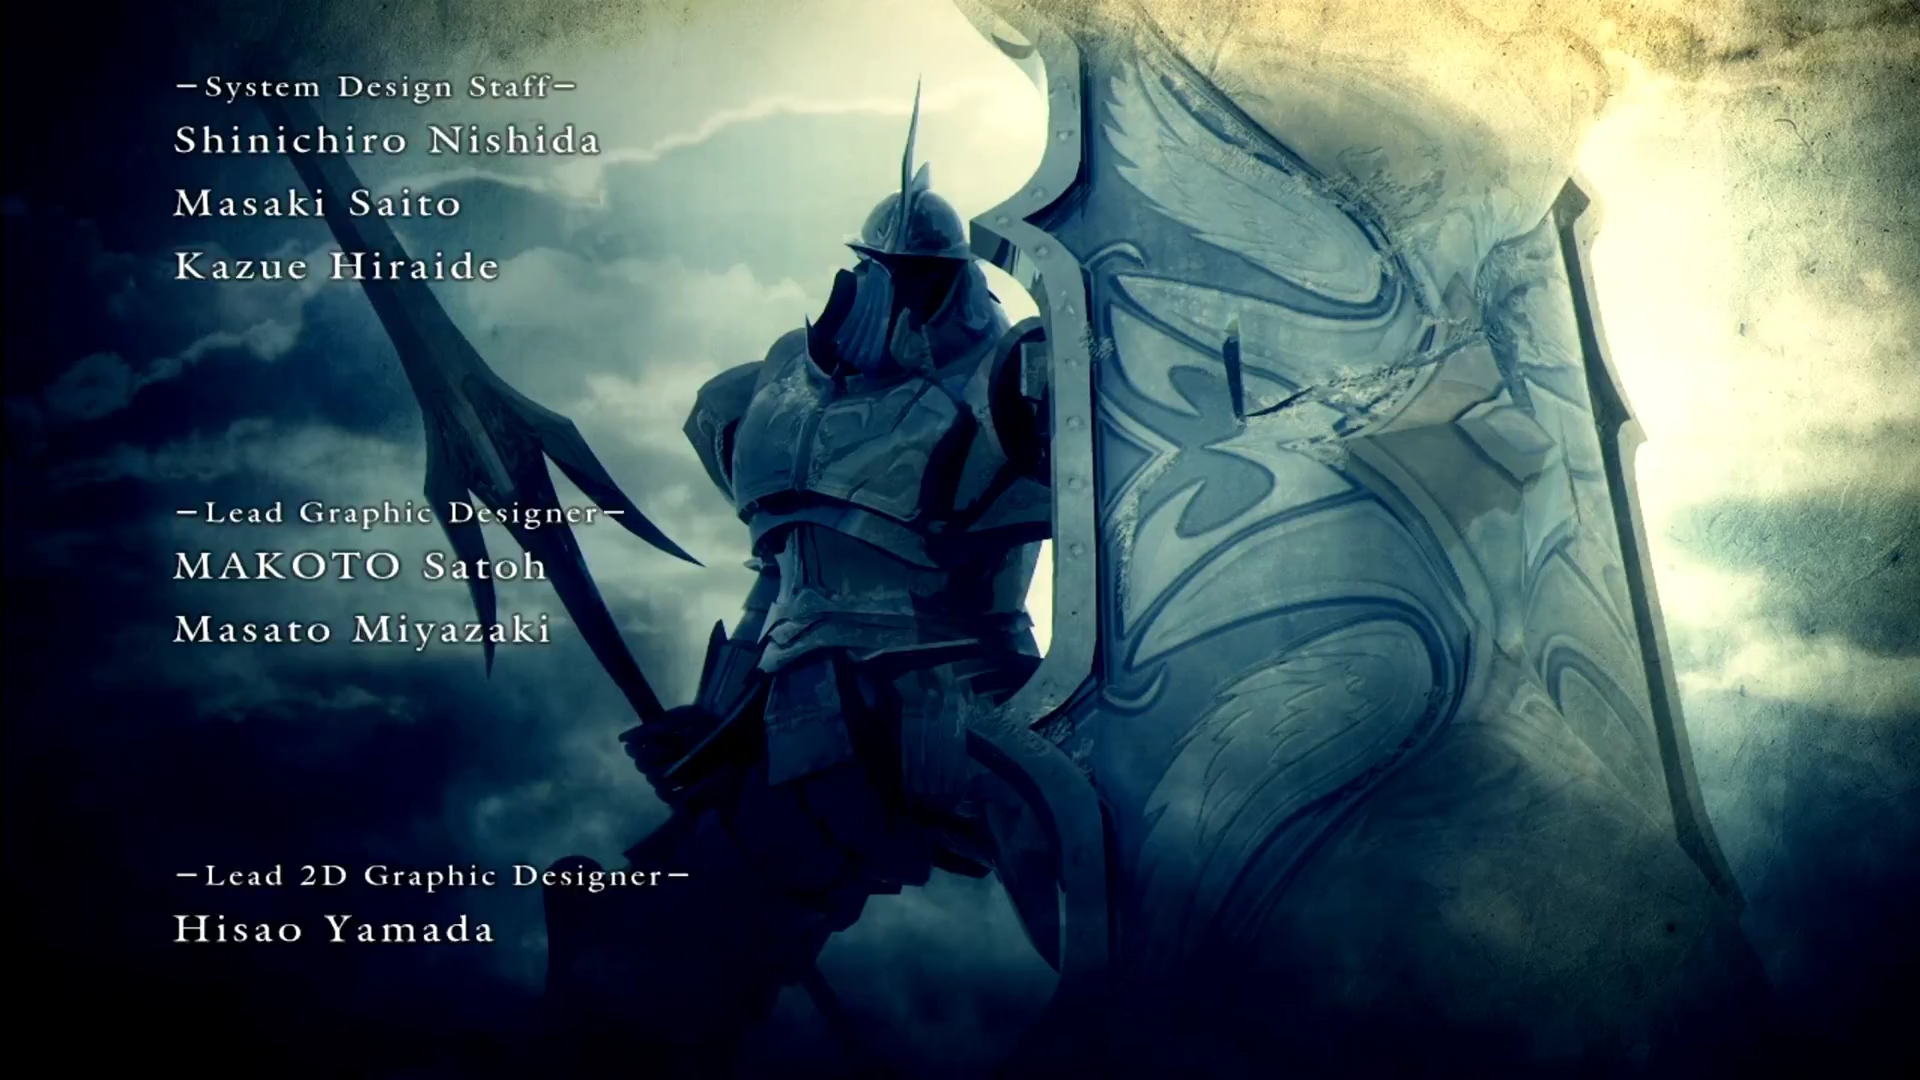 －System Design Staff－
Shinichiro Nishida
Masaki Saito
Kazue Hiraide
－Lead Graphic Designer－
MAKOTO Satoh
Masato Miyazaki
－Lead 2D Graphic Designer－
Hisao Yamada